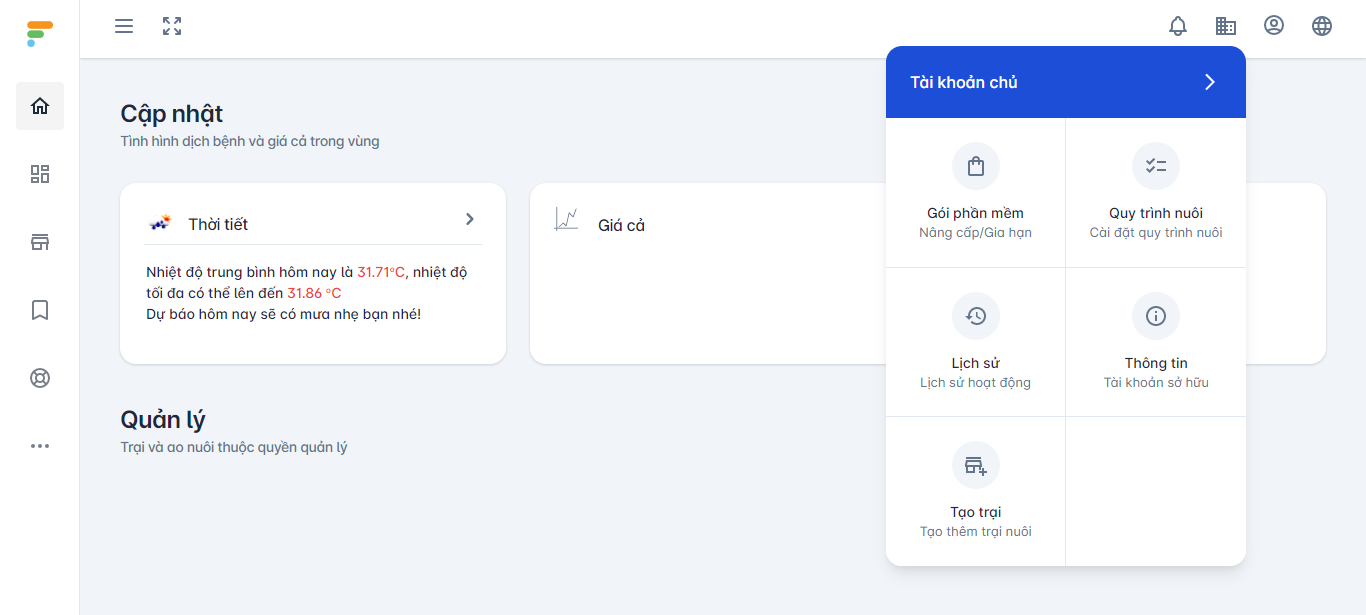 Cập nhật
Tình hình dịch bệnh và giá cả trong vùng
Thời tiết
Nhiệt độ trung bình hôm nay là 31.71°C, nhiệt độ
tối đa có thể lên đến 31.86 °C
Dự báo hôm nay sẽ có mưa nhẹ bạn nhé!
Giá cả
Quản lý
Trại và ao nuôi thuộc quyền quản lý
Tài khoản chủ
Gói phần mềm
Nâng cấp/Gia hạn
Quy trình nuôi
Cài đặt quy trình nuôi
Lịch sử
Lịch sử hoạt động
Thông tin
Tài khoản sở hữu
Tạo trại
Tạo thêm trại nuôi